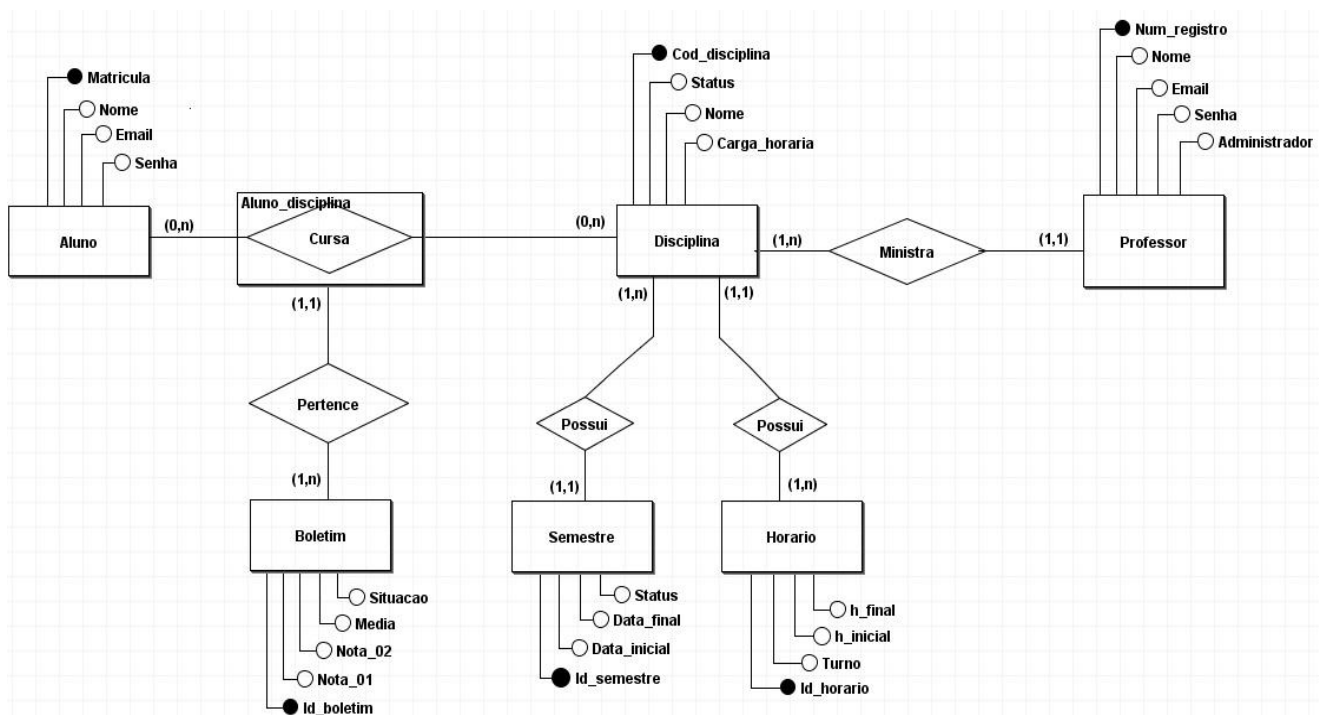 Matricula
Nome
Email
Senha
Aluno
(0,n)
Aluno_disciplina
Cursa
(0,n)
Cod_disciplina
Status
Nome
Carga_horaria
Disciplina
(1,n)
Ministra
(1,1)
Num_registro
Nome
Email
Senha
Administrador
Professor
(1,1)
Pertence
(1,n)
Boletim
Situacao
Media
Nota_02
Nota_01
Id_boletim
(1,n)
Possui
(1,1)
Semestre
Status
Data_final
Data_inicial
Id_semestre
(1,1)
Possui
(1,n)
Horario
h_final
h_inicial
Turno
Id_horario